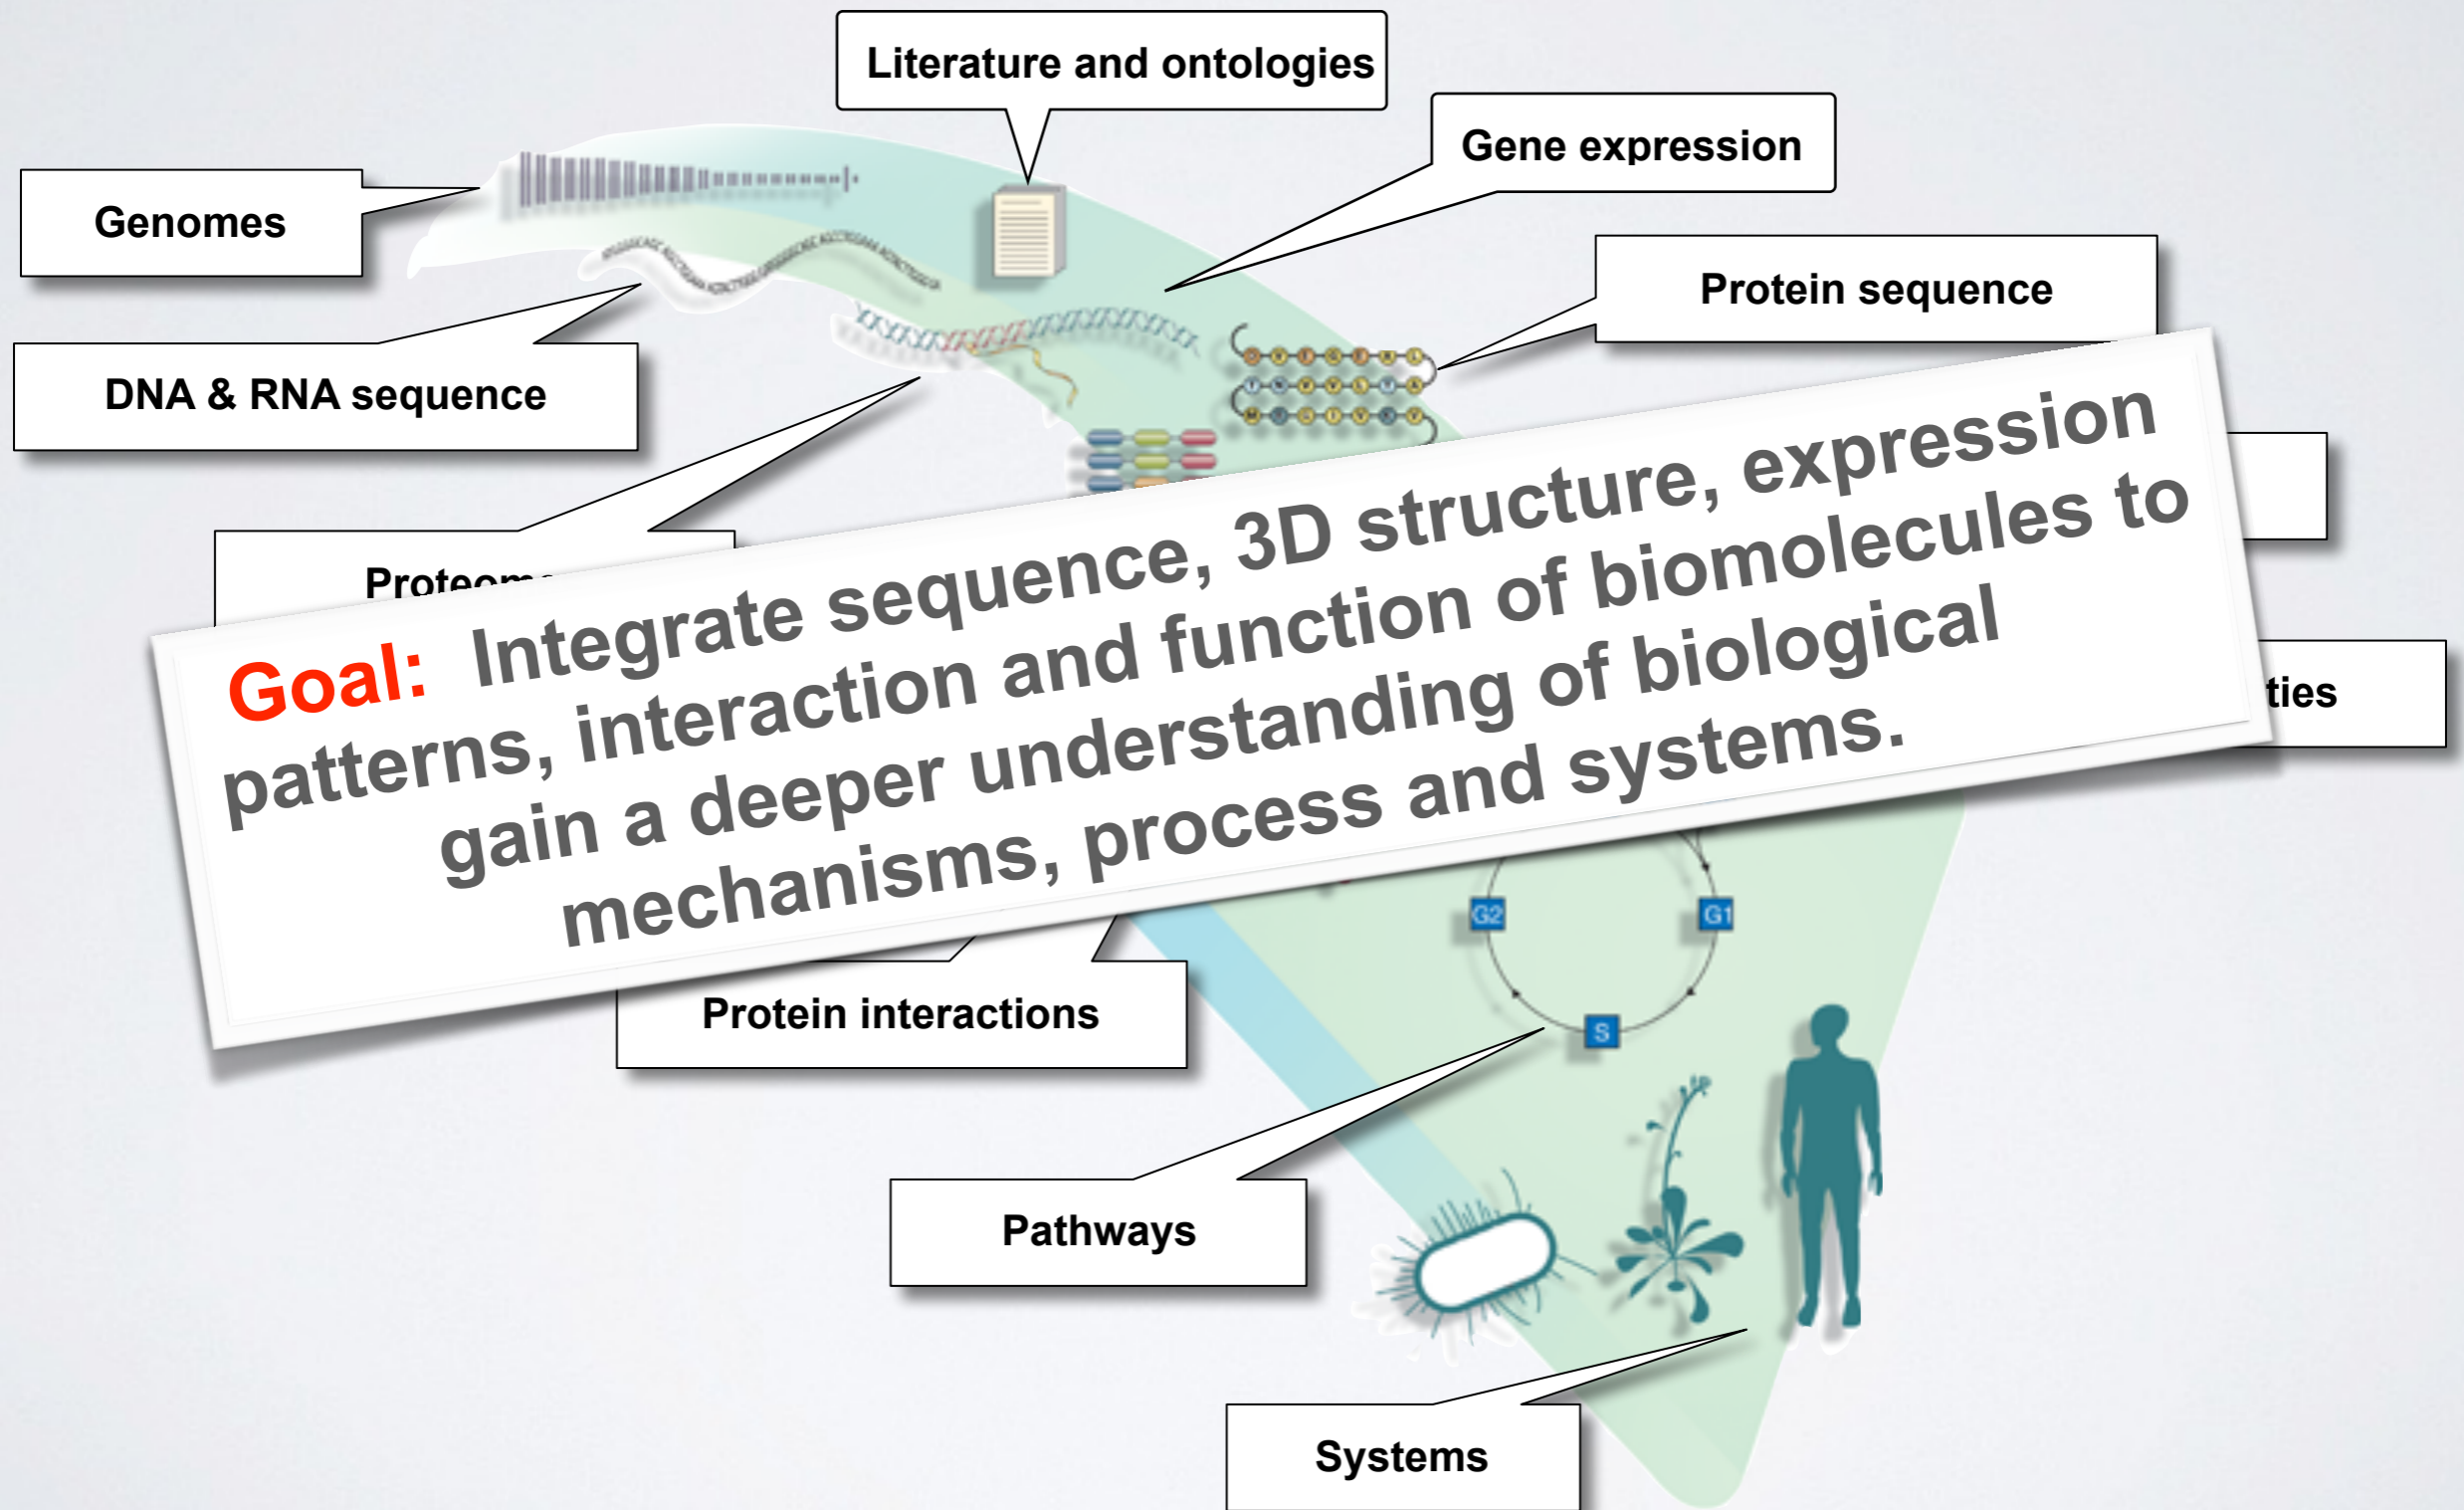 Literature and ontologies
Gene expression
Genomes
Protein sequence
DNA & RNA sequence
Goal: Integrate sequence, 3D structure, expression
patterns, interaction and function of biomolecules to
gain a deeper understanding of biological
mechanisms, process and systems.
ties
G2
G1
S
Protein interactions
Pathways
Systems